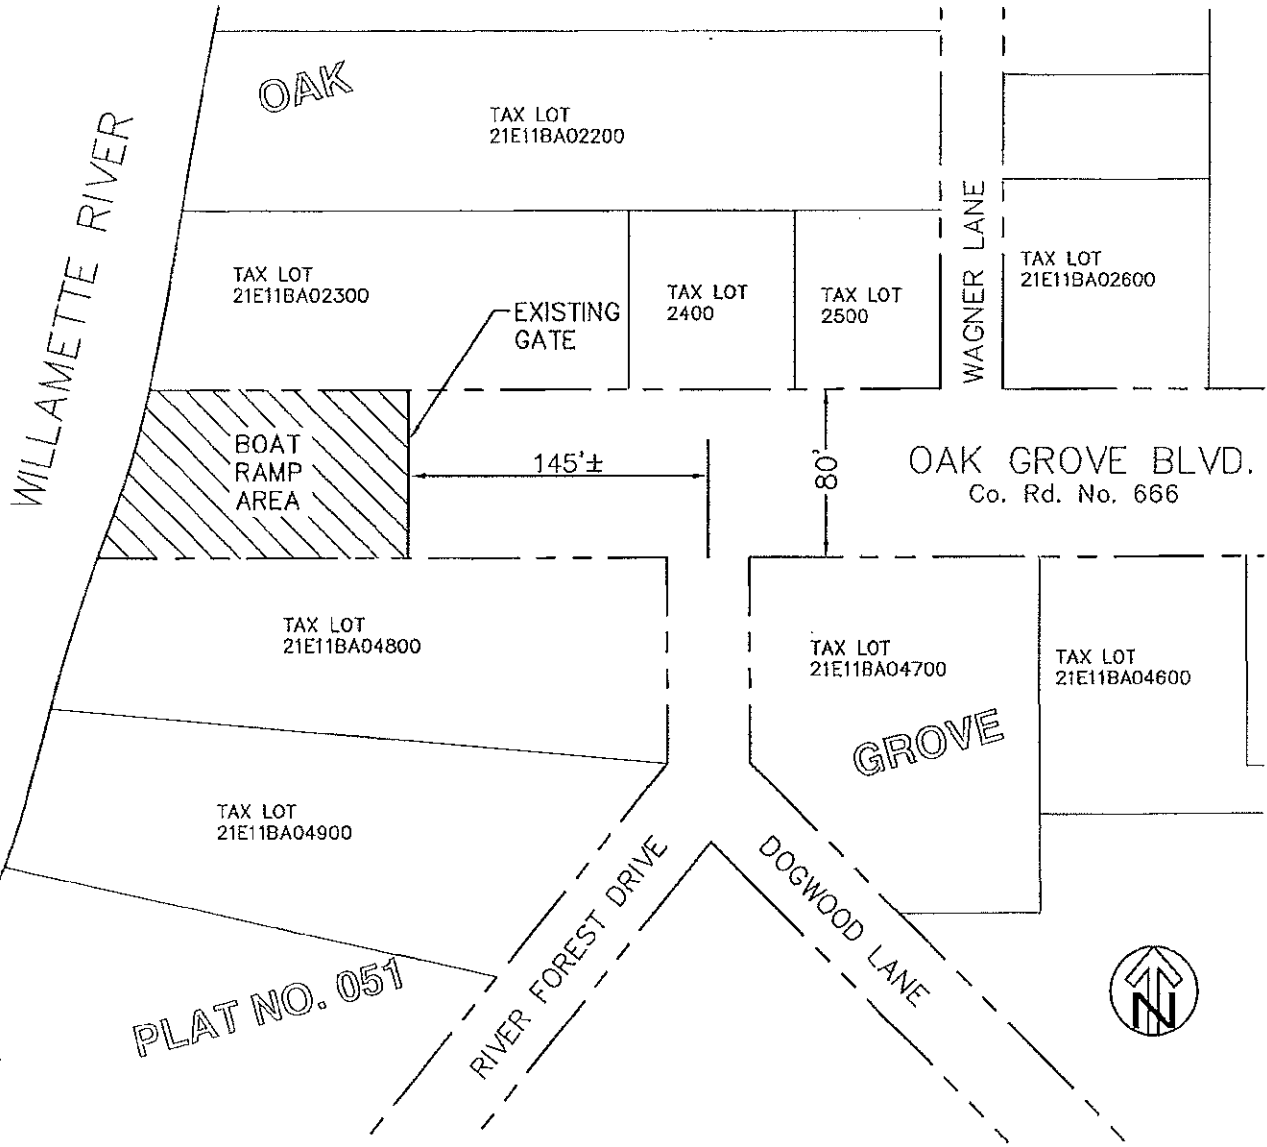 OAK
TAX LOT
21E11BA02200
WILLAMETTE RIVER
WAGNER LANE
TAX LOT
21E11BA02300
EXISTING
GATE
TAX LOT
2400
TAX LOT
2500
TAX LOT
21E11BA02600
BOAT
RAMP
AREA
145'±
80'
OAK GROVE BLVD.
Co. Rd. No. 666
TAX LOT
21E11BA04800
TAX LOT
21E11BA04700
TAX LOT
21E11BA04600
GROVE
TAX LOT
21E11BA04900
RIVER FOREST DRIVE
DOGWOOD LANE
PLAT NO. 051
N